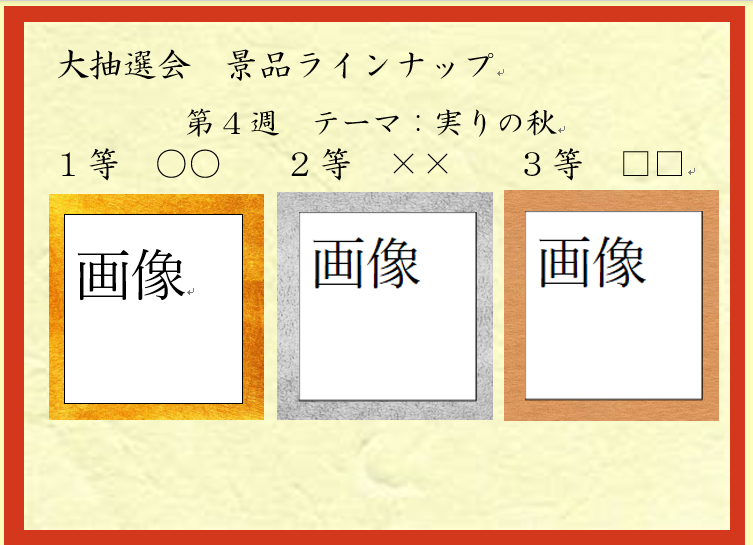 大抽選会　景品ラインナップ
第４週　テーマ：実りの秋
１等　〇〇　　２等　××　　３等　□□
画像　画像　画像